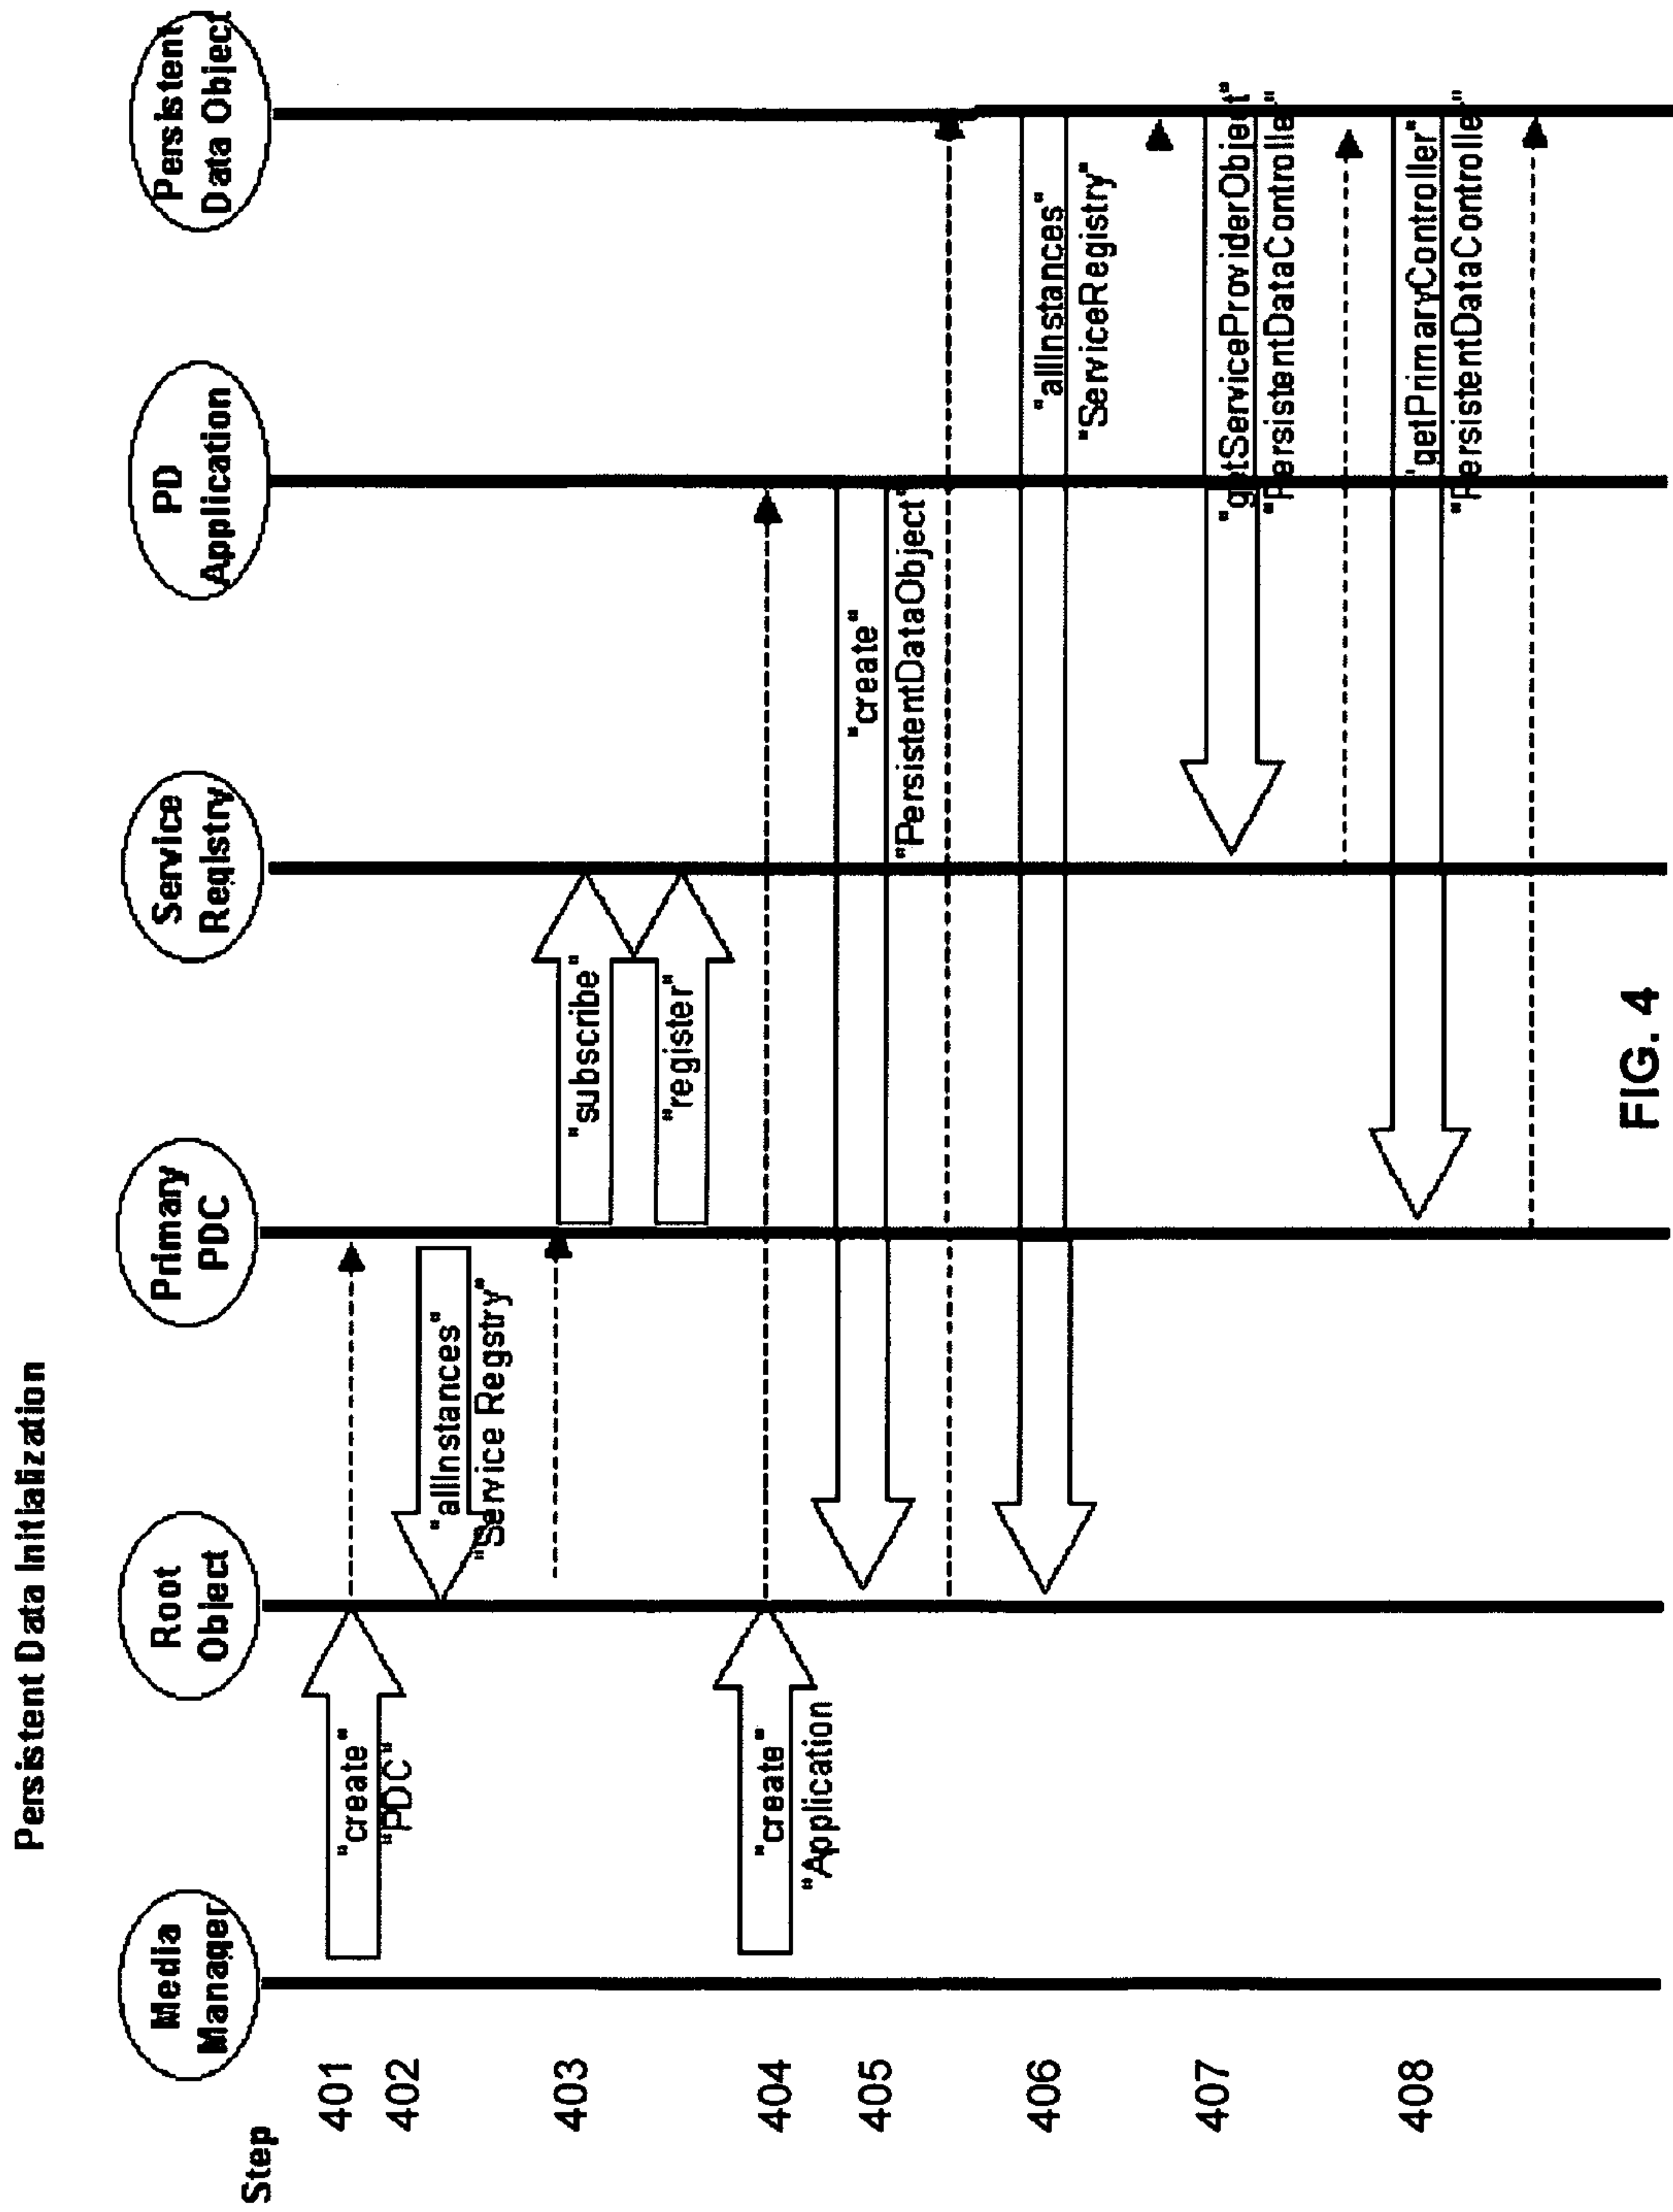 Persistent Data Initialization
Step
Media
Manager
Root
Object
Primary
PDC
Service
Registry
PD
Application
Persistent
Data Object
401
"create"
"PDC"
402
"allInstances"
"Service Regstry"
403
"subscribe"
"register"
404
"create"
"Application
405
"create"
"PersistentDataObject"
406
"allInstances"
"ServiceRegistry"
407
"getServiceProviderObject"
"PersistentDataController"
408
"getPrimaryController"
"PersistentDataController"
FIG. 4